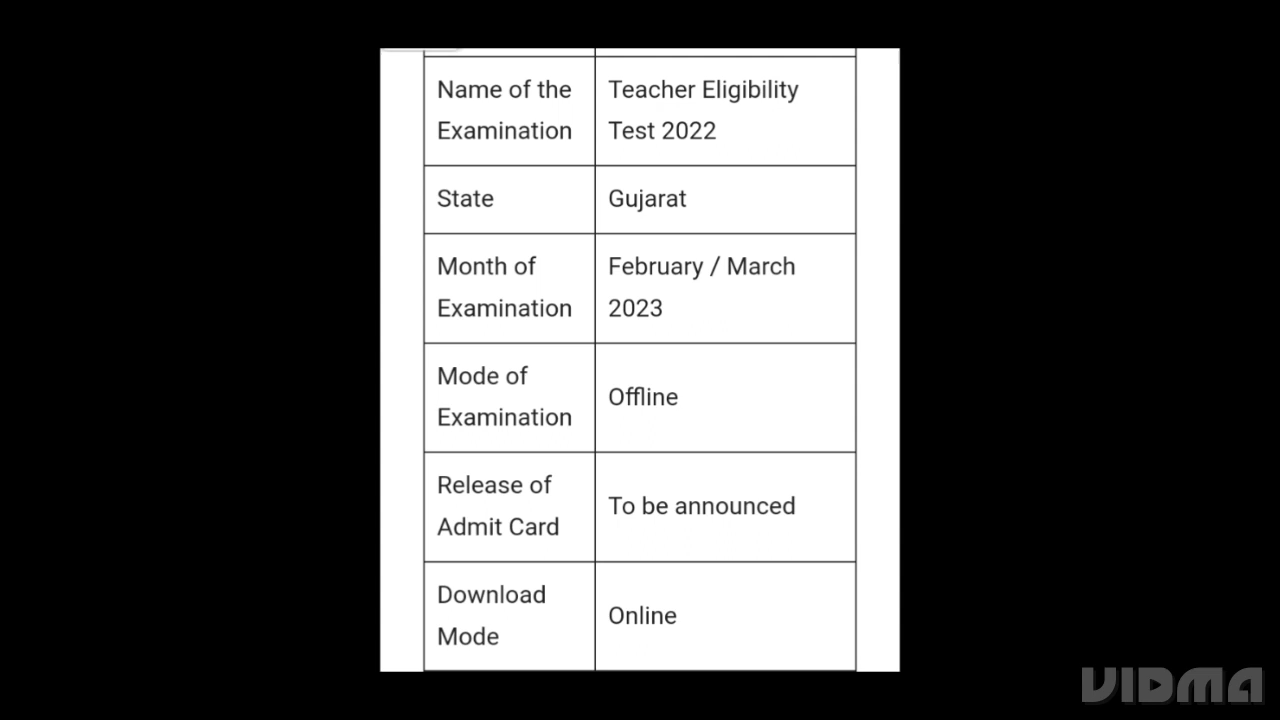 Name of the
Examination
Teacher Eligibility
Test 2022
State
Gujarat
Month of
Examination
February / March
2023
Mode of
Examination
Offline
Release of
Admit Card
To be announced
Download
Mode
Online
VIDMA